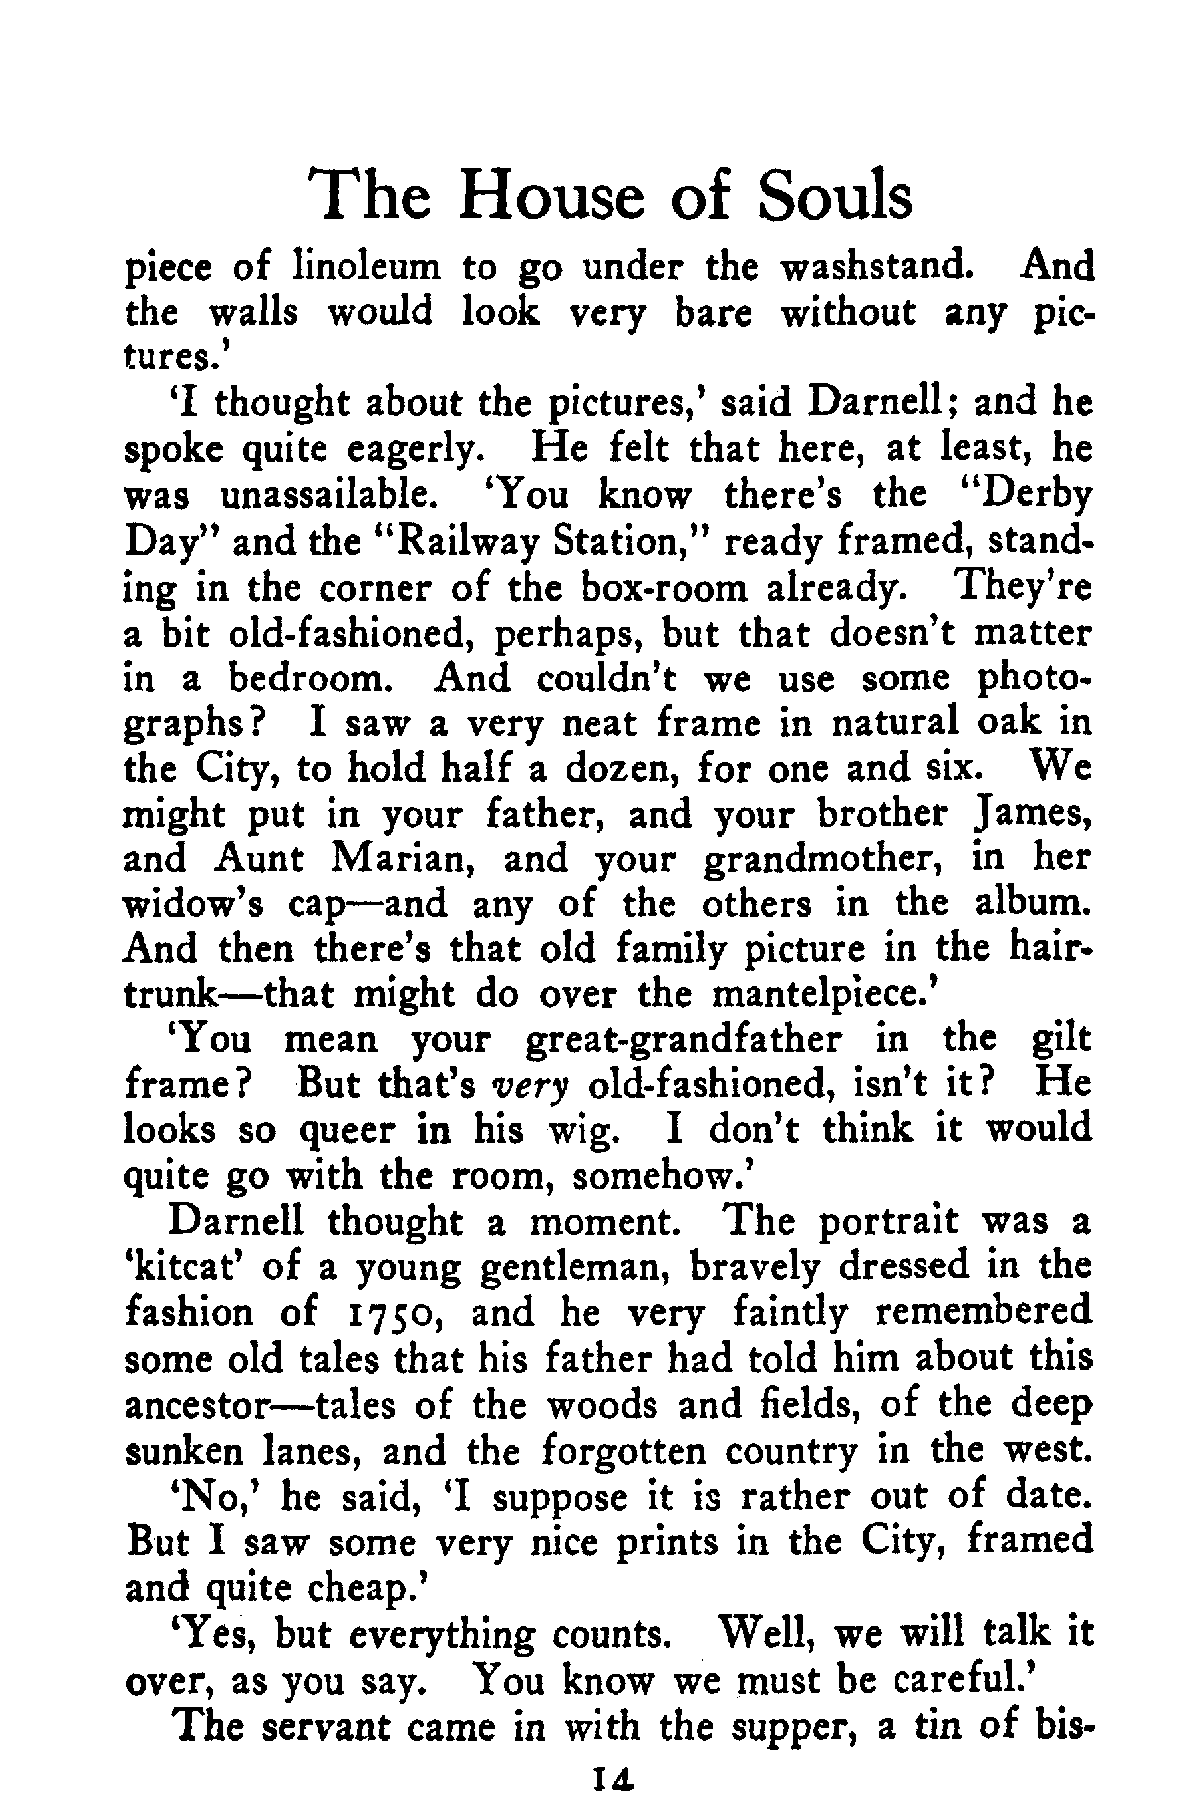 The House of Souls
piece of linoleum to go under the washstand. And
the walls would look very bare without any pic-
tures.'
'I thought about the pictures,' said Darnell; and he
spoke quite eagerly. He felt that here, at least, he
was unassailable. 'You know there's the "Derby
Day" and the "Railway Station," ready framed, stand-
ing in the corner of the box-room already. They're
a bit old-fashioned, perhaps, but that doesn't matter
in a bedroom. And couldn't we use some photo-
graphs? I saw a very neat frame in natural oak in
the City, to hold half a dozen, for one and six. We
might put in your father, and your brother James,
and Aunt Marian, and your grandmother, in her
widow's cap—and any of the others in the album.
And then there's that old family picture in the hair-
trunk—that might do over the mantelpiece.'
'You mean your great-grandfather in the gilt
frame? But that's very old-fashioned, isn't it? He
looks so queer in his wig. I don't think it would
quite go with the room, somehow.'
Darnell thought a moment. The portrait was a
'kitcat' of a young gentleman, bravely dressed in the
fashion of 1750, and he very faintly remembered
some old tales that his father had told him about this
ancestor—tales of the woods and fields, of the deep
sunken lanes, and the forgotten country in the west.
'No,' he said, 'I suppose it is rather out of date.
But I saw some very nice prints in the City, framed
and quite cheap.'
'Yes, but everything counts. Well, we will talk it
over, as you say. You know we must be careful.'
The servant came in with the supper, a tin of bis-
14